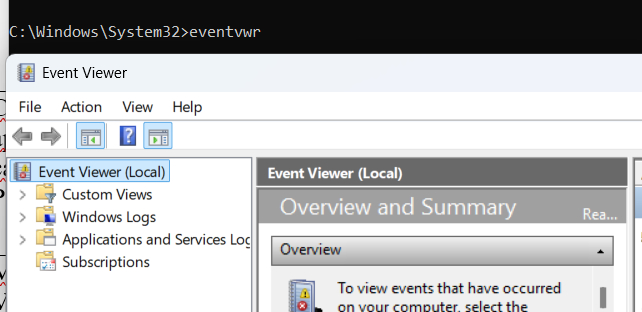 C:\Windows\System32>eventvwr
Event Viewer
File Action View Help
Event Viewer (Local)
Custom Views
Windows Logs
Applications and Services Log
Subscriptions
Event Viewer (Local)
Overview and Summary
Rea...
Overview
To view events that have occurred
on your computer, select the